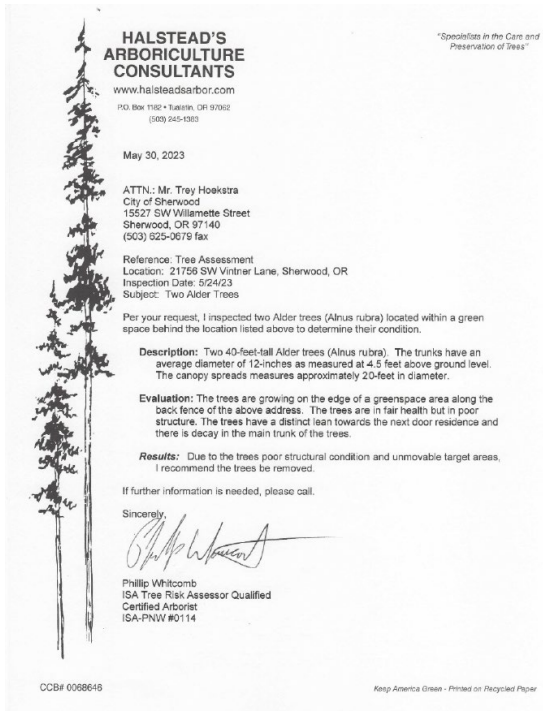 HALSTEAD'S
ARBORICULTURE
CONSULTANTS
"Specialists in the Care and
Preservation of Trees"
www.halsteadsarbor.com
P.O. Box 1182 • Tualatin, OR 97062
(503) 245-1383
May 30, 2023
ATTN.: Mr. Trey Hoekstra
City of Sherwood
15527 SW Willamette Street
Sherwood, OR 97140
(503) 625-0679 fax
Reference: Tree Assessment
Location: 21756 SW Vintner Lane, Sherwood, OR
Inspection Date: 5/24/23
Subject: Two Alder Trees
Per your request, I inspected two Alder trees (Alnus rubra) located within a green
space behind the location listed above to determine their condition.
Description: Two 40-feet-tall Alder trees (Alnus rubra). The trunks have an
average diameter of 12-inches as measured at 4.5 feet above ground level.
The canopy spreads measures approximately 20-feet in diameter.
Evaluation: The trees are growing on the edge of a greenspace area along the
back fence of the above address. The trees are in fair health but in poor
structure. The trees have a distinct lean towards the next door residence and
there is decay in the main trunk of the trees.
Results: Due to the trees poor structural condition and unmovable target areas,
I recommend the trees be removed.
If further information is needed, please call.
Sincerely,
Phillip Whitcomb
ISA Tree Risk Assessor Qualified
Certified Arborist
ISA-PNW #0114
CCB# 0068646
Keep America Green - Printed on Recycled Paper